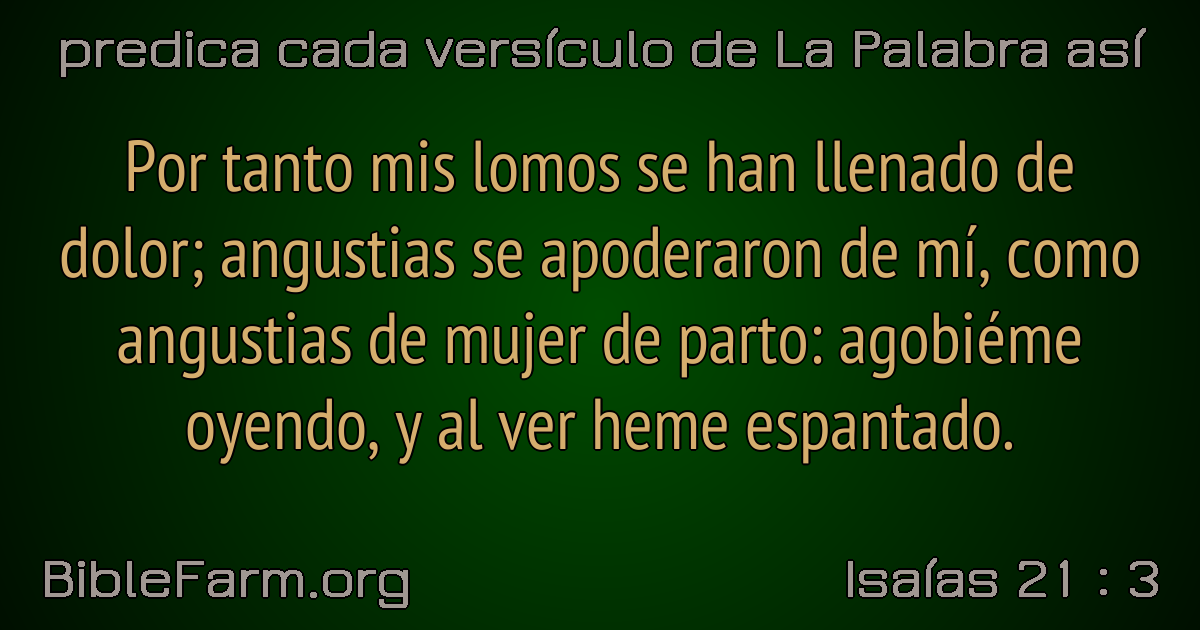 predica cada versículo de La Palabra así
Por tanto mis lomos se han llenado de
dolor; angustias se apoderaron de mí, como
angustias de mujer de parto: agobiéme
oyendo, y al ver heme espantado.
BibleFarm.org
Isaías 21 : 3